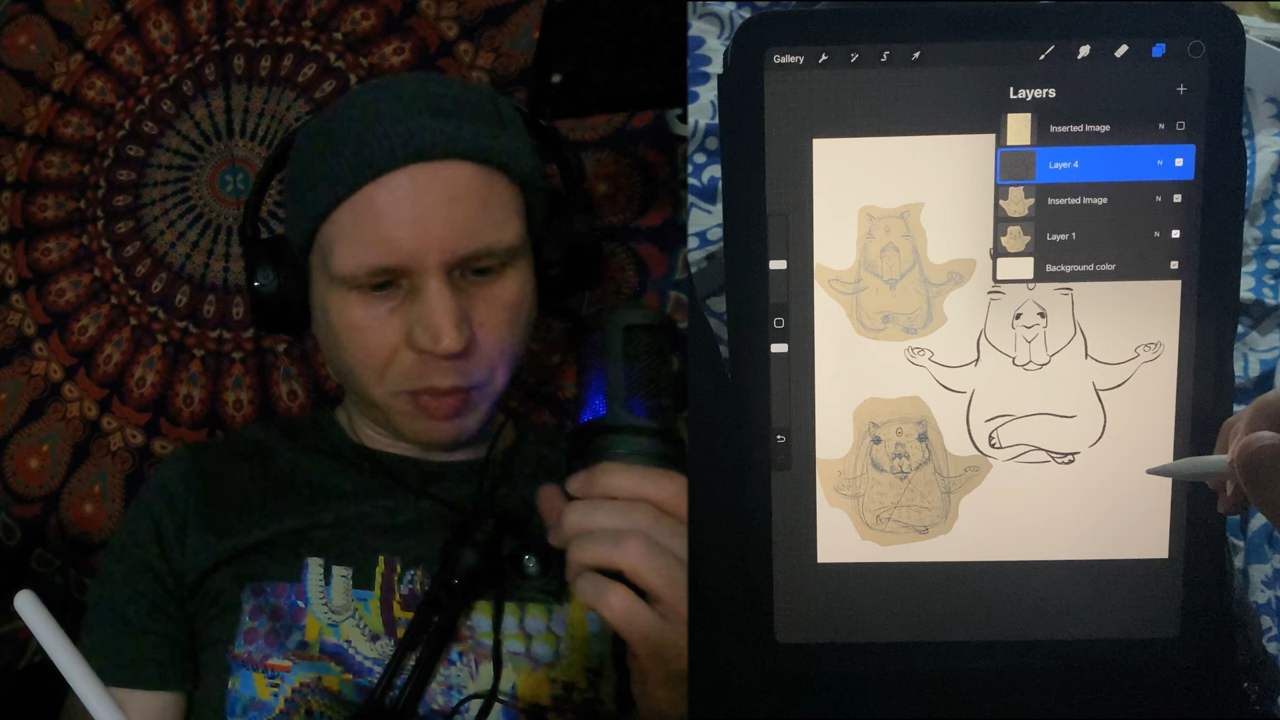 Gallery
Layers
Inserted Image N
Layer 4 N
Inserted Image N
Layer 1 N
Background color